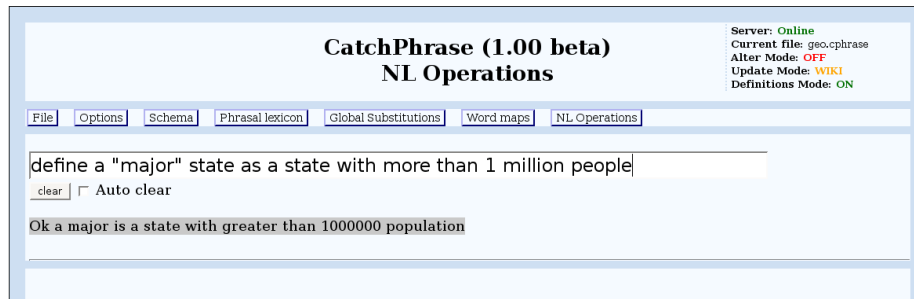 CatchPhrase (1.00 beta)
NL Operations
Server: Online
Current file: geo.cphrase
Alter Mode: OFF
Update Mode: WIKI
Definitions Mode: ON
File Options Schema Phrasal lexicon Global Substitutions Word maps NL Operations
define a "major" state as a state with more than 1 million people
clear Auto clear
Ok a major is a state with greater than 1000000 population